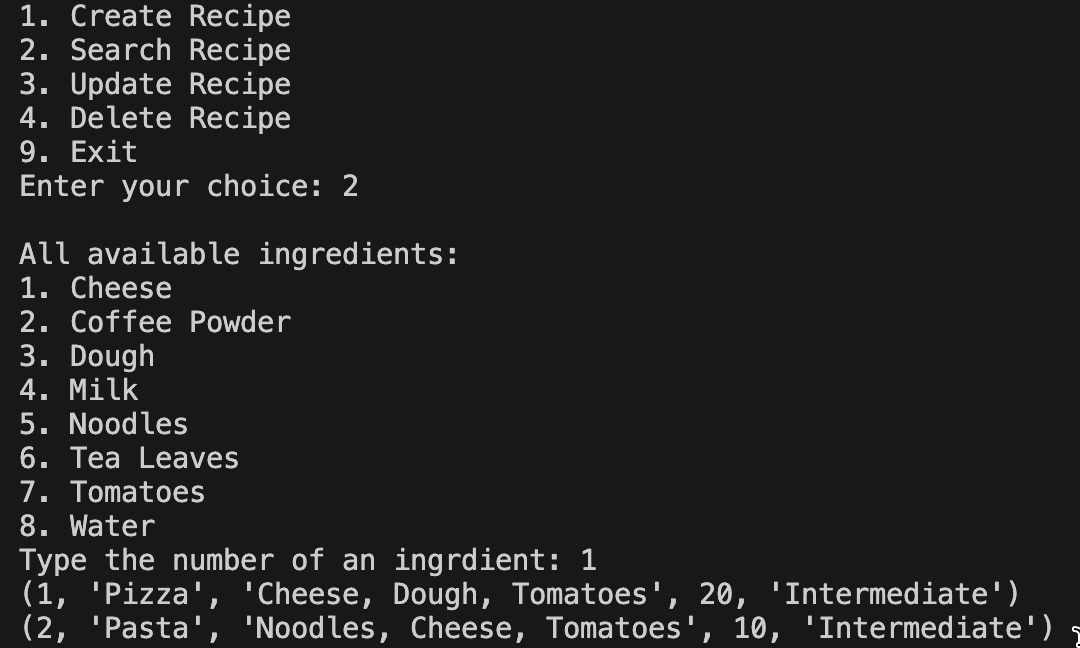 1. Create Recipe
2. Search Recipe
3. Update Recipe
4. Delete Recipe
9. Exit
Enter your choice: 2
All available ingredients:
1. Cheese
2. Coffee Powder
3. Dough
4. Milk
5. Noodles
6. Tea Leaves
7. Tomatoes
8. Water
Type the number of an ingrdient: 1
(1, 'Pizza', 'Cheese, Dough, Tomatoes', 20, 'Intermediate')
(2, 'Pasta', 'Noodles, Cheese, Tomatoes', 10, 'Intermediate')